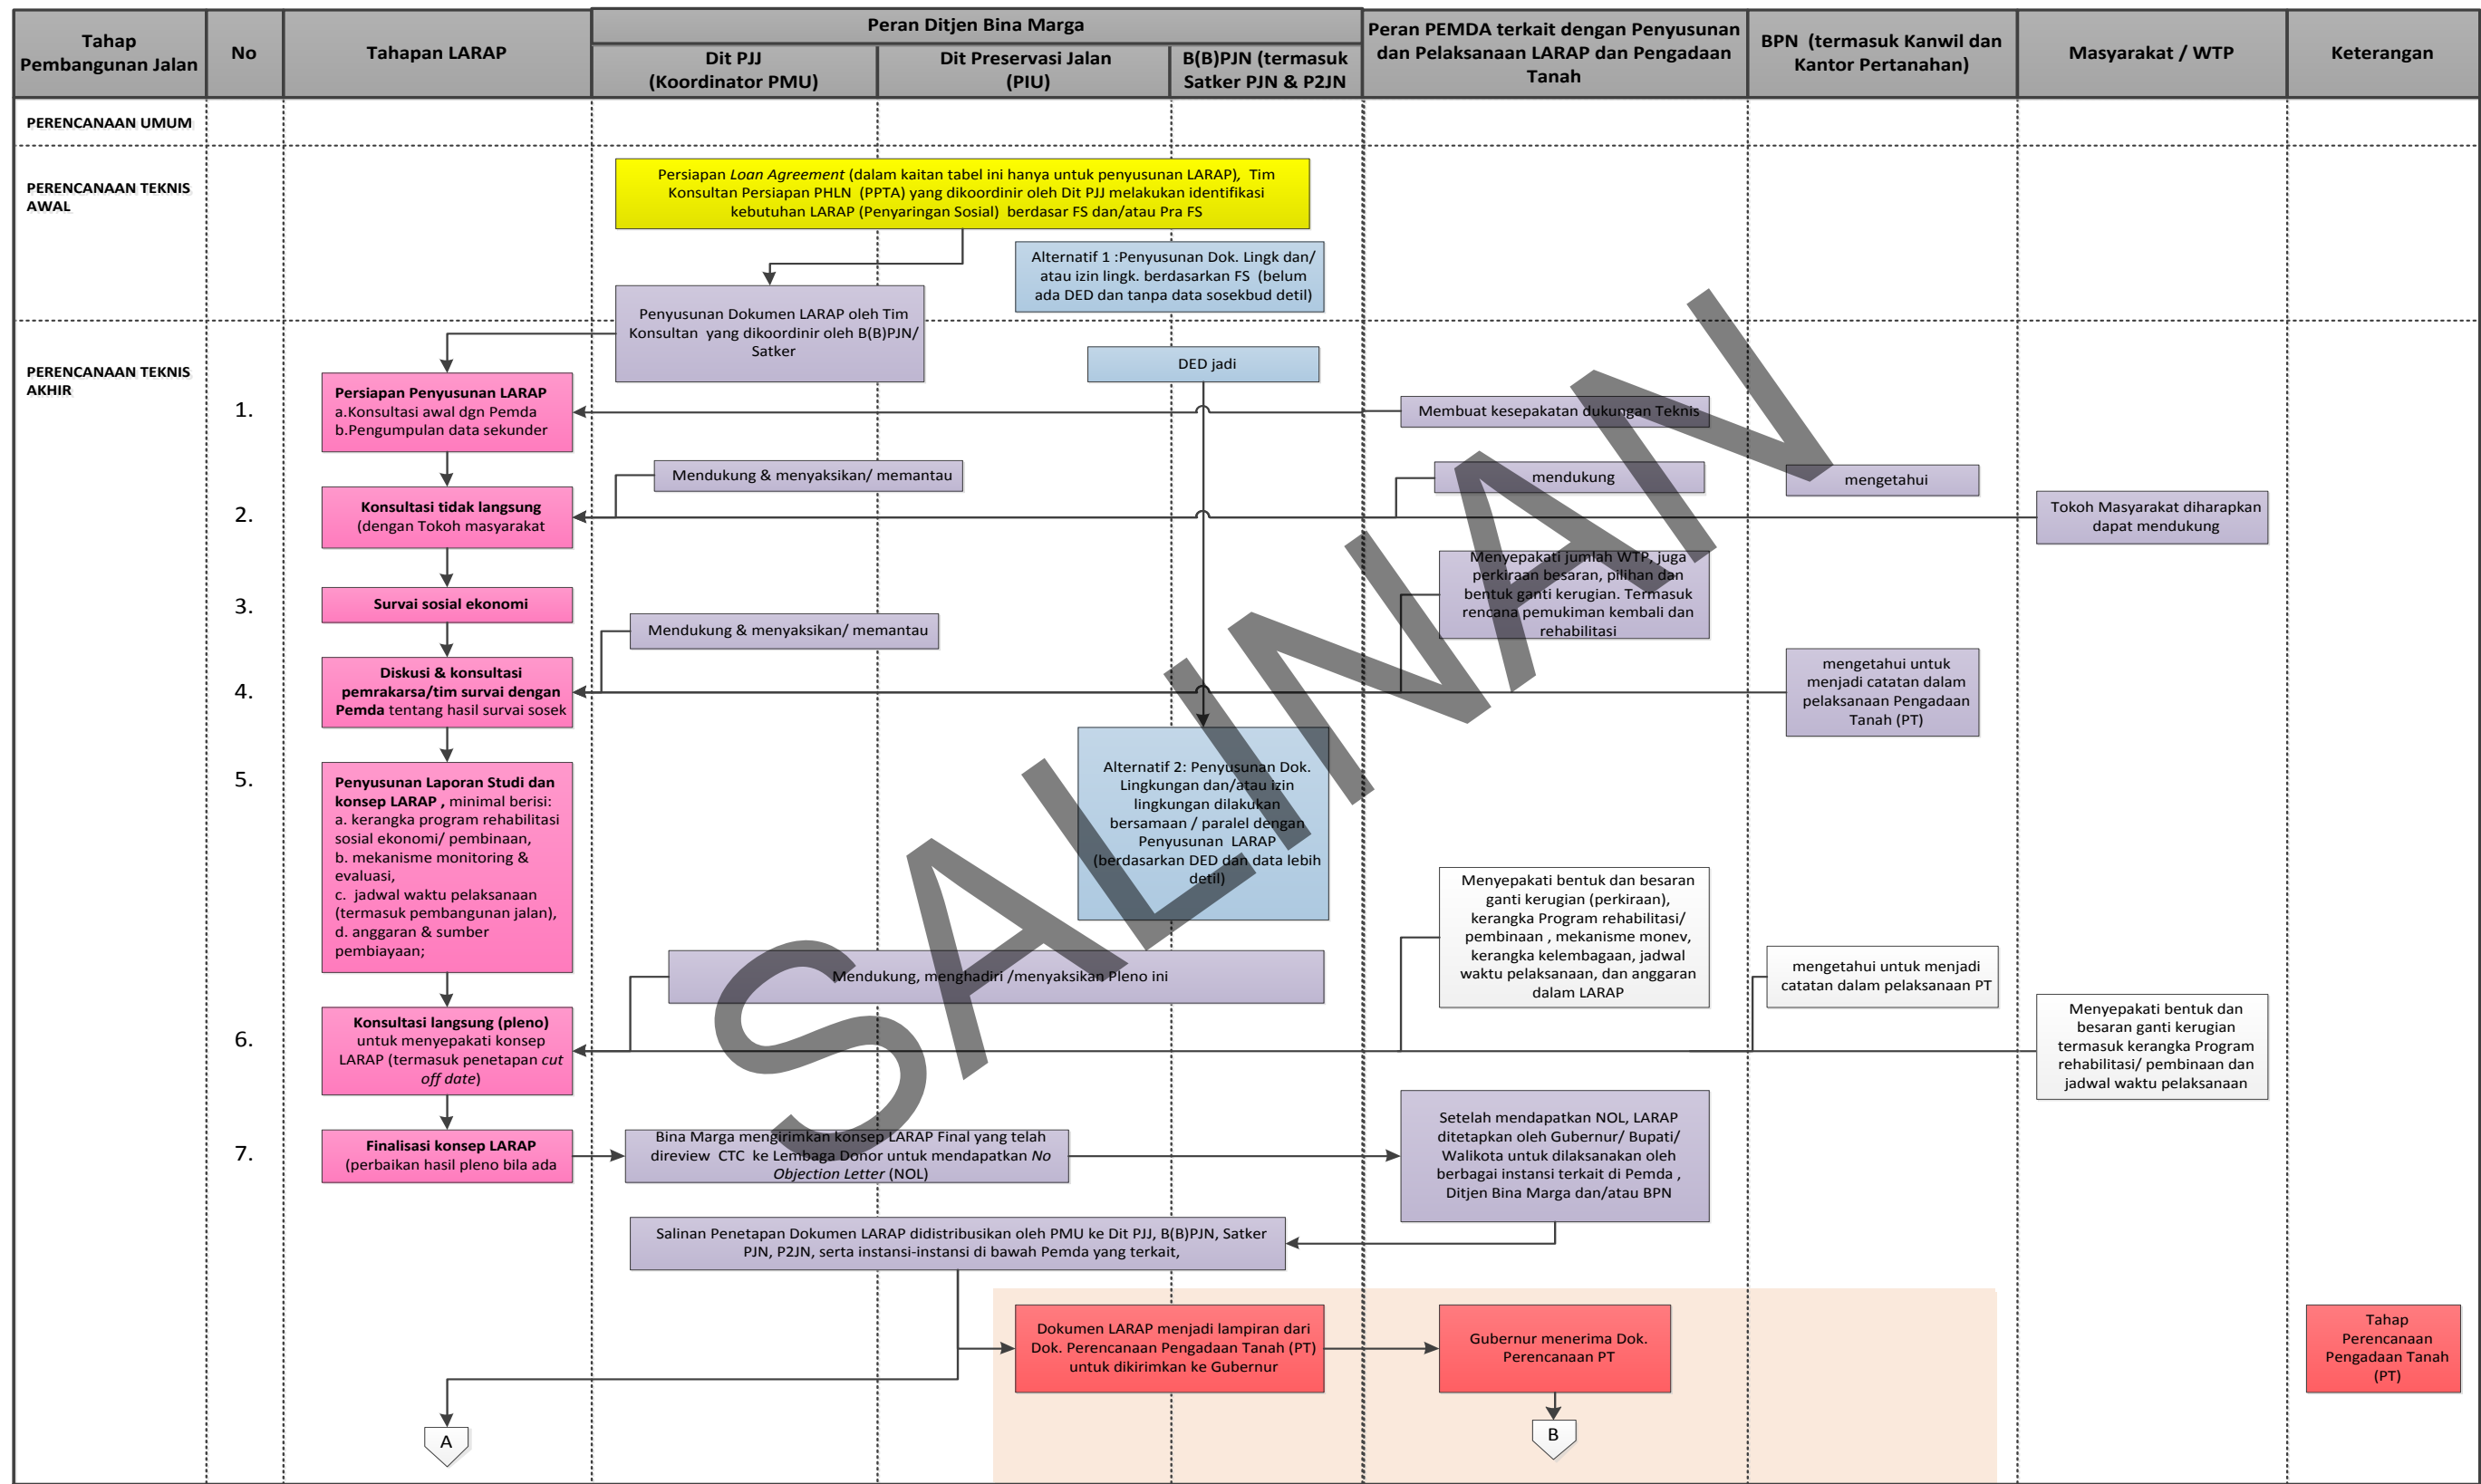 Tahap
Pembangunan Jalan
No
Tahapan LARAP
Peran Ditjen Bina Marga
Dit PJJ
(Koordinator PMU)
Dit Preservasi Jalan
(PIU)
B(B)PJN (termasuk
Satker PJN & P2JN
Peran PEMDA terkait dengan Penyusunan
dan Pelaksanaan LARAP dan Pengadaan
Tanah
BPN (termasuk Kanwil dan
Kantor Pertanahan)
Masyarakat / WTP
Keterangan
PERENCANAAN UMUM
PERENCANAAN TEKNIS
AWAL
Persiapan Loan Agreement (dalam kaitan tabel ini hanya untuk penyusunan LARAP), Tim
Konsultan Persiapan PHLN (PPTA) yang dikoordinir oleh Dit PJJ melakukan identifikasi
kebutuhan LARAP (Penyaringan Sosial) berdasar FS dan/atau Pra FS
Alternatif 1 :Penyusunan Dok. Lingk dan/
atau izin lingk. berdasarkan FS (belum
ada DED dan tanpa data sosekbud detil)
Penyusunan Dokumen LARAP oleh Tim
Konsultan yang dikoordinir oleh B(B)PJN/
Satker
DED jadi
PERENCANAAN TEKNIS
AKHIR
1.
Persiapan Penyusunan LARAP
a.Konsultasi awal dgn Pemda
b.Pengumpulan data sekunder
Membuat kesepakatan dukungan Teknis
2.
Konsultasi tidak langsung
(dengan Tokoh masyarakat
Mendukung & menyaksikan/ memantau
mendukung
mengetahui
Tokoh Masyarakat diharapkan
dapat mendukung
3.
Survai sosial ekonomi
Menyepakati jumlah WTP, juga
perkiraan besaran, pilihan dan
bentuk ganti kerugian. Termasuk
rencana pemukiman kembali dan
rehabilitasi
Mendukung & menyaksikan/ memantau
4.
Diskusi & konsultasi
pemrakarsa/tim survai dengan
Pemda tentang hasil survai sosek
mengetahui untuk
menjadi catatan dalam
pelaksanaan Pengadaan
Tanah (PT)
5.
Penyusunan Laporan Studi dan
konsep LARAP , minimal berisi:
a. kerangka program rehabilitasi
sosial ekonomi/ pembinaan,
b. mekanisme monitoring &
evaluasi,
c. jadwal waktu pelaksanaan
(termasuk pembangunan jalan),
d. anggaran & sumber
pembiayaan;
Alternatif 2: Penyusunan Dok.
Lingkungan dan/atau izin
lingkungan dilakukan
bersamaan / paralel dengan
Penyusunan LARAP
(berdasarkan DED dan data lebih
detil)
Menyepakati bentuk dan besaran
ganti kerugian (perkiraan),
kerangka Program rehabilitasi/
pembinaan , mekanisme monev,
kerangka kelembagaan, jadwal
waktu pelaksanaan, dan anggaran
dalam LARAP
Mendukung, menghadiri /menyaksikan Pleno ini
mengetahui untuk menjadi
catatan dalam pelaksanaan PT
6.
Konsultasi langsung (pleno)
untuk menyepakati konsep
LARAP (termasuk penetapan cut
off date)
Menyepakati bentuk dan
besaran ganti kerugian
termasuk kerangka Program
rehabilitasi/ pembinaan dan
jadwal waktu pelaksanaan
7.
Finalisasi konsep LARAP
(perbaikan hasil pleno bila ada
Bina Marga mengirimkan konsep LARAP Final yang telah
direview CTC ke Lembaga Donor untuk mendapatkan No
Objection Letter (NOL)
Setelah mendapatkan NOL, LARAP
ditetapkan oleh Gubernur/ Bupati/
Walikota untuk dilaksanakan oleh
berbagai instansi terkait di Pemda ,
Ditjen Bina Marga dan/atau BPN
Salinan Penetapan Dokumen LARAP didistribusikan oleh PMU ke Dit PJJ, B(B)PJN, Satker
PJN, P2JN, serta instansi-instansi di bawah Pemda yang terkait,
Dokumen LARAP menjadi lampiran dari
Dok. Perencanaan Pengadaan Tanah (PT)
untuk dikirimkan ke Gubernur
Gubernur menerima Dok.
Perencanaan PT
Tahap
Perencanaan
Pengadaan Tanah
(PT)
A
B
SALINAN